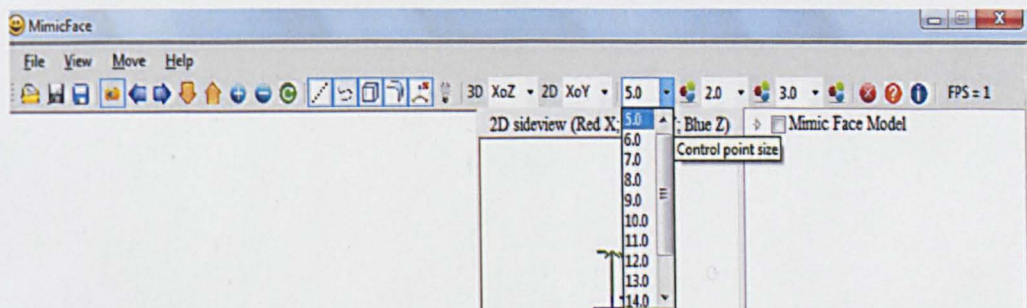 MimicFace
File View Move Help
3D XoZ 2D XoY 5.0 2.0 3.0 FPS = 1
2D sideview (Red X; ; Blue Z) Mimic Face Model
5.0
6.0
Control point size
7.0
8.0
9.0
10.0
11.0
12.0
13.0
14.0